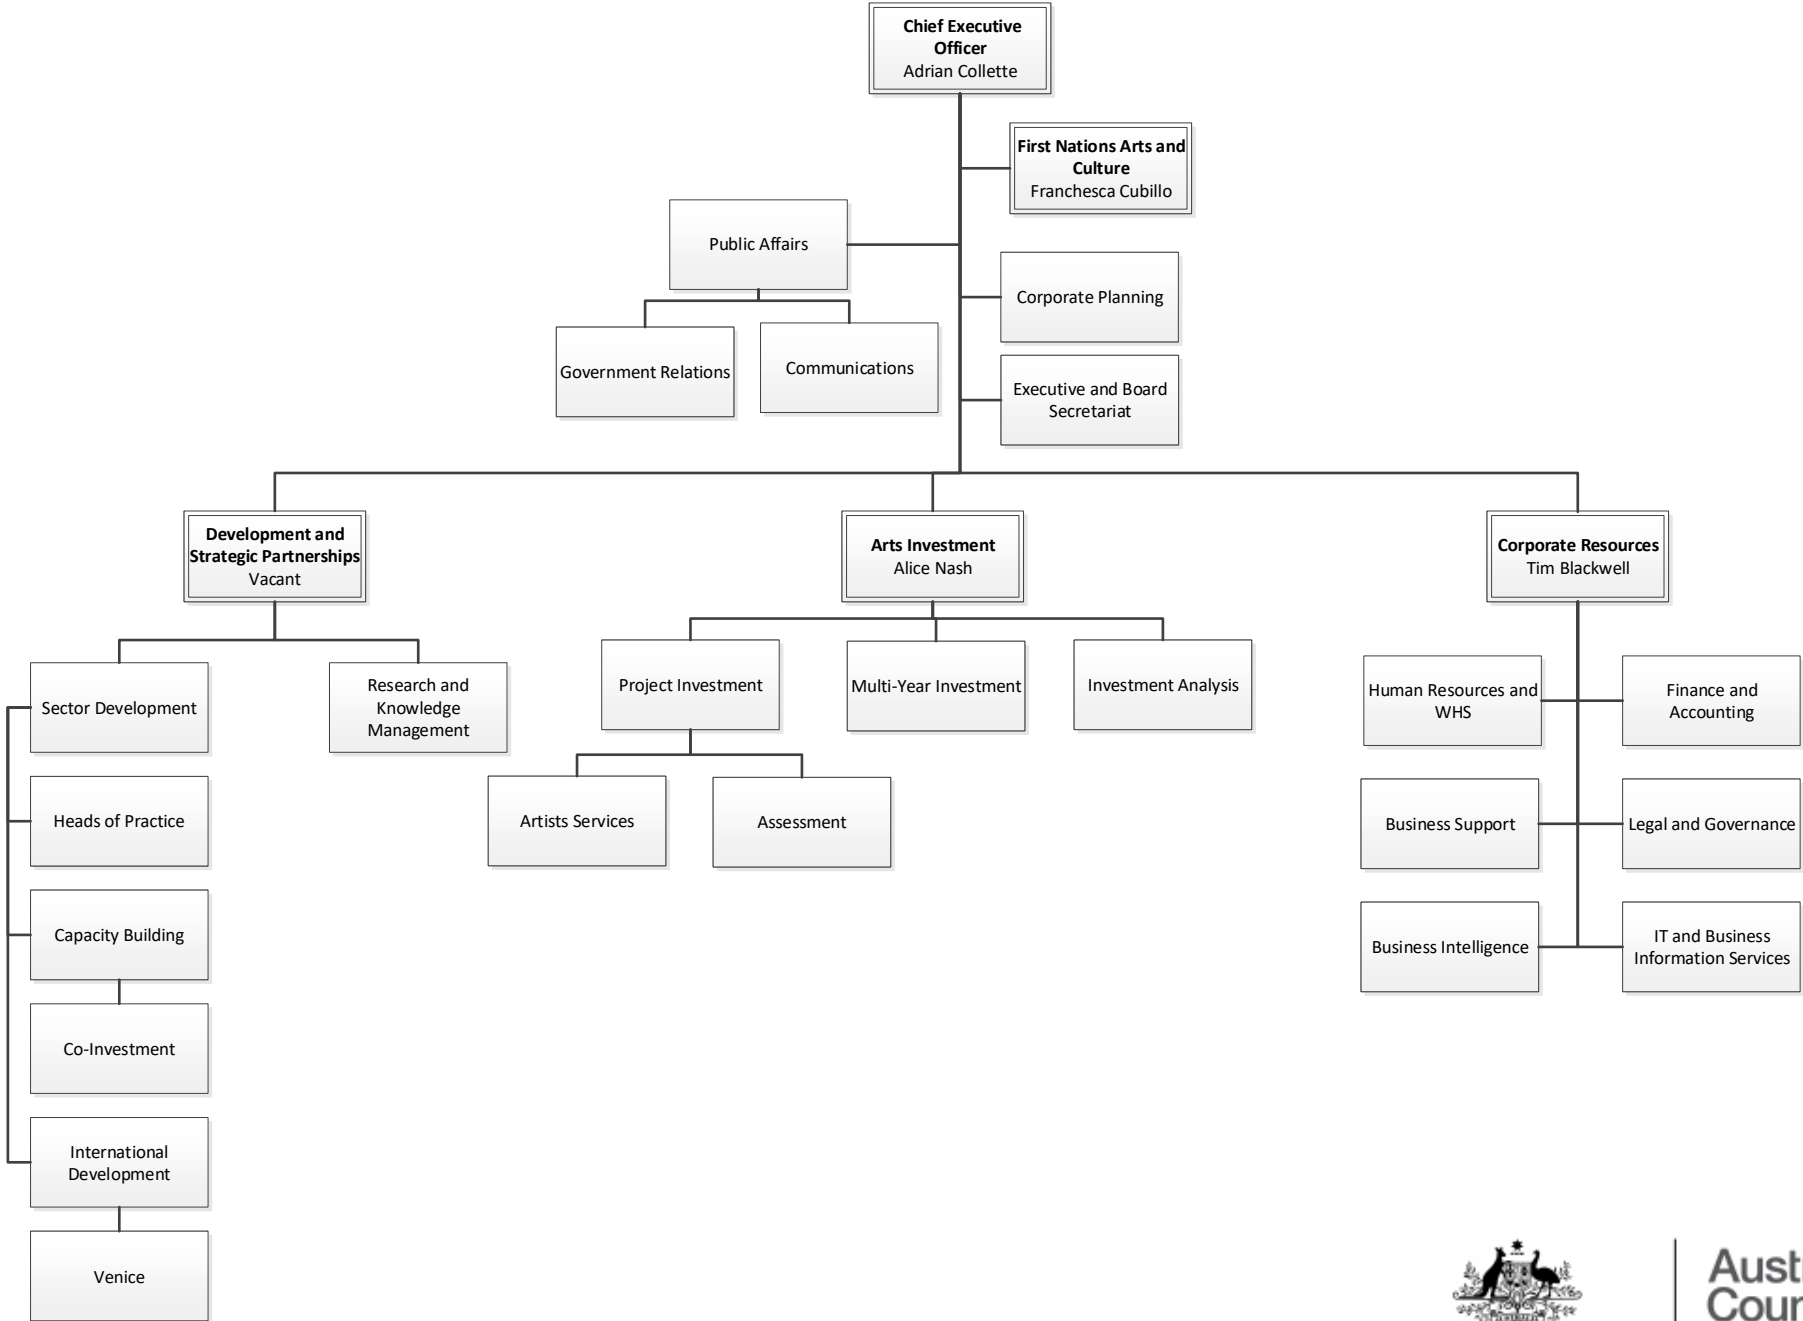 Chief Executive
Officer
Adrian Collette
First Nations Arts and
Culture
Franchesca Cubillo
Public Affairs
Corporate Planning
Government Relations
Communications
Executive and Board
Secretariat
Development and
Strategic Partnerships
Vacant
Arts Investment
Alice Nash
Corporate Resources
Tim Blackwell
Sector Development
Research and
Knowledge
Management
Project Investment
Multi-Year Investment
Investment Analysis
Human Resources and
WHS
Finance and
Accounting
Heads of Practice
Artists Services
Assessment
Business Support
Legal and Governance
Capacity Building
Business Intelligence
IT and Business
Information Services
Co-Investment
International
Development
Venice